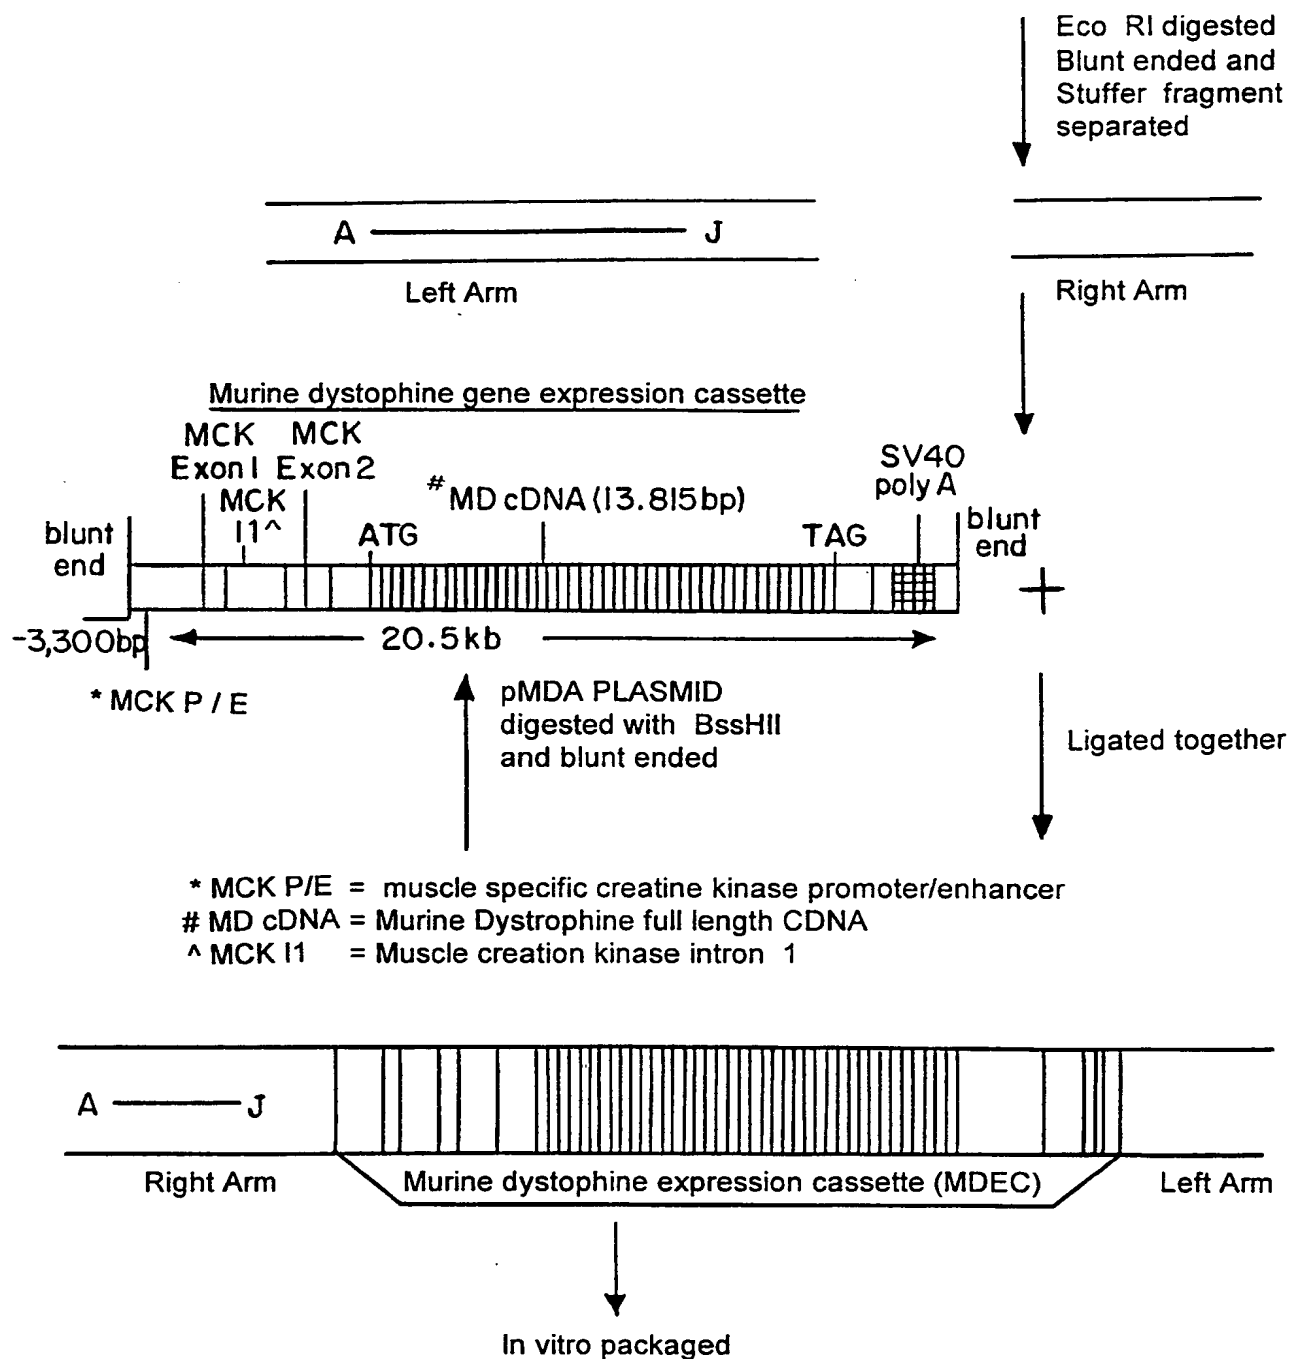 Eco RI digested
Blunt ended and
Stuffer fragment
separated
A J
Left Arm
Right Arm
Murine dystophine gene expression cassette
MCK
Exon 1
MCK
Exon 2
MCK
I1^
blunt
end
ATG
# MD cDNA (13.815bp)
TAG
SV40
poly A
blunt
end
+
-3,300bp
20.5kb
* MCK P / E
pMDA PLASMID
digested with BssHII
and blunt ended
Ligated together
* MCK P/E = muscle specific creatine kinase promoter/enhancer
# MD cDNA = Murine Dystrophine full length CDNA
^ MCK I1 = Muscle creation kinase intron 1
A J
Right Arm
Murine dystophine expression cassette (MDEC)
Left Arm
In vitro packaged